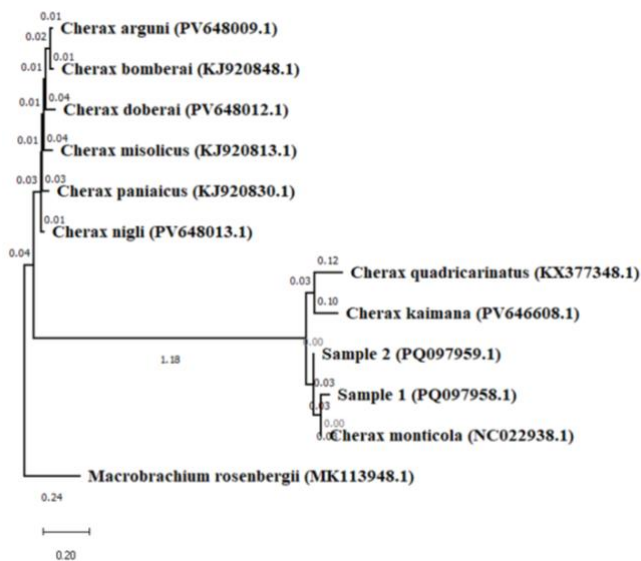 0.01
Cherax arguni (PV648009.1)
0.02
0.01
Cherax bomberai (KJ920848.1)
0.01
0.04
Cherax doberai (PV648012.1)
0.01
0.04
Cherax misolicus (KJ920813.1)
0.01
0.03
0.03
Cherax paniaicus (KJ920830.1)
0.01
Cherax nigli (PV648013.1)
0.04
0.12
Cherax quadricarinatus (KX377348.1)
0.03
0.10
Cherax kaimana (PV646608.1)
0.00
Sample 2 (PQ097959.1)
1.18
0.03
Sample 1 (PQ097958.1)
0.03
0.00
Cherax monticola (NC022938.1)
Macrobrachium rosenbergii (MK113948.1)
0.24
0.20